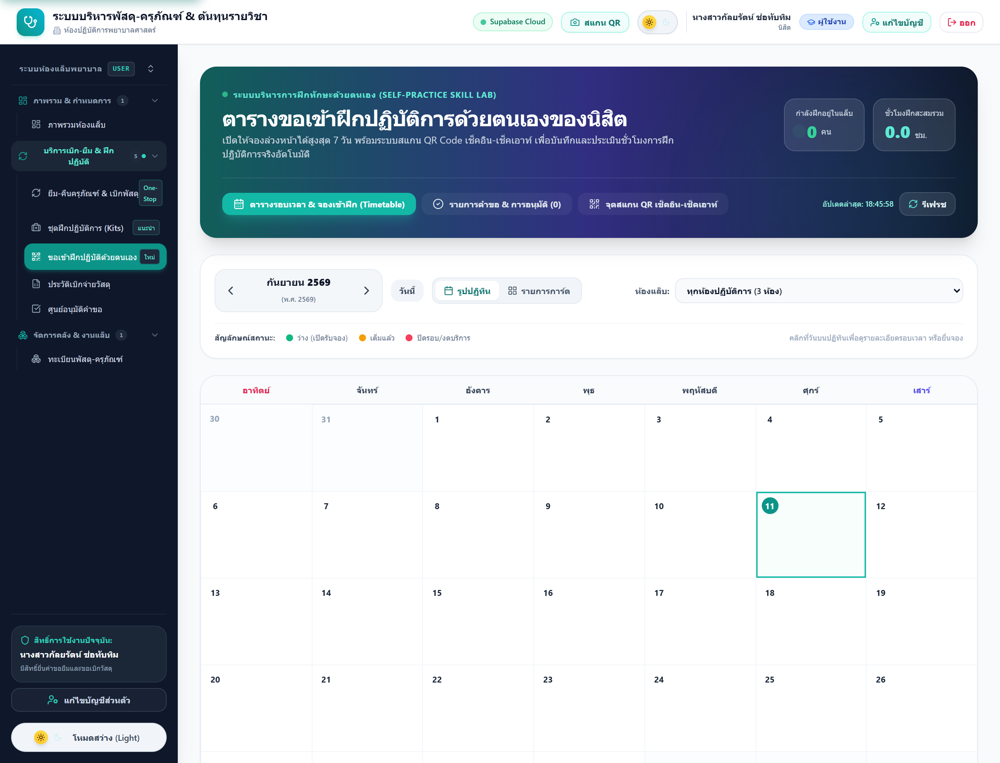 ระบบบริหารพัสดุ-ครุภัณฑ์ & ต้นทุนรายวิชา
ห้องปฏิบัติการพยาบาลศาสตร์
Supabase Cloud
สแกน QR
นางสาวกัลยรัตน์ ช่อทับทิม
นิสิต
ผู้ใช้งาน
แก้ไขบัญชี
ออก
ระบบห้องแล็บพยาบาล USER
ภาพรวม & กำหนดการ 1
ภาพรวมห้องแล็บ
บริการเบิก-ยืม & ฝึก
ปฏิบัติ
5
ยืม-คืนครุภัณฑ์ & เบิกพัสดุ
One-
Stop
ชุดฝึกปฏิบัติการ (Kits) แนะนำ
ขอเข้าฝึกปฏิบัติด้วยตนเอง ใหม่
ประวัติเบิกจ่ายวัสดุ
ศูนย์อนุมัติคำขอ
จัดการคลัง & งานแล็บ 1
ทะเบียนพัสดุ-ครุภัณฑ์
สิทธิ์การใช้งานปัจจุบัน:
นางสาวกัลยรัตน์ ช่อทับทิม
มีสิทธิ์ยื่นคำขอยืมและขอเบิกวัสดุ
แก้ไขบัญชีส่วนตัว
โหมดสว่าง (Light)
ระบบบริหารการฝึกทักษะด้วยตนเอง (SELF-PRACTICE SKILL LAB)
ตารางขอเข้าฝึกปฏิบัติการด้วยตนเองของนิสิต
เปิดให้จองล่วงหน้าได้สูงสุด 7 วัน พร้อมระบบสแกน QR Code เช็คอิน-เช็คเอาท์ เพื่อบันทึกและประเมินชั่วโมงการฝึก
ปฏิบัติการจริงอัตโนมัติ
กำลังฝึกอยู่ในแล็บ
0 คน
ชั่วโมงฝึกสะสมรวม
0.0 ชม.
ตารางรอบเวลา & จองเข้าฝึก (Timetable)
รายการคำขอ & การอนุมัติ (0)
จุดสแกน QR เช็คอิน-เช็คเอาท์
อัปเดตล่าสุด: 18:45:58
รีเฟรช
กันยายน 2569
(พ.ศ. 2569)
วันนี้
รูปปฏิทิน
รายการการ์ด
ห้องแล็บ:
ทุกห้องปฏิบัติการ (3 ห้อง)
สัญลักษณ์สถานะ: ว่าง (เปิดรับจอง) เต็มแล้ว ปิดรอบ/งดบริการ
คลิกที่วันบนปฏิทินเพื่อดูรายละเอียดรอบเวลา หรือยื่นจอง
อาทิตย์ จันทร์ อังคาร พุธ พฤหัสบดี ศุกร์ เสาร์
30 31 1 2 3 4 5
6 7 8 9 10 11 12
13 14 15 16 17 18 19
20 21 22 23 24 25 26